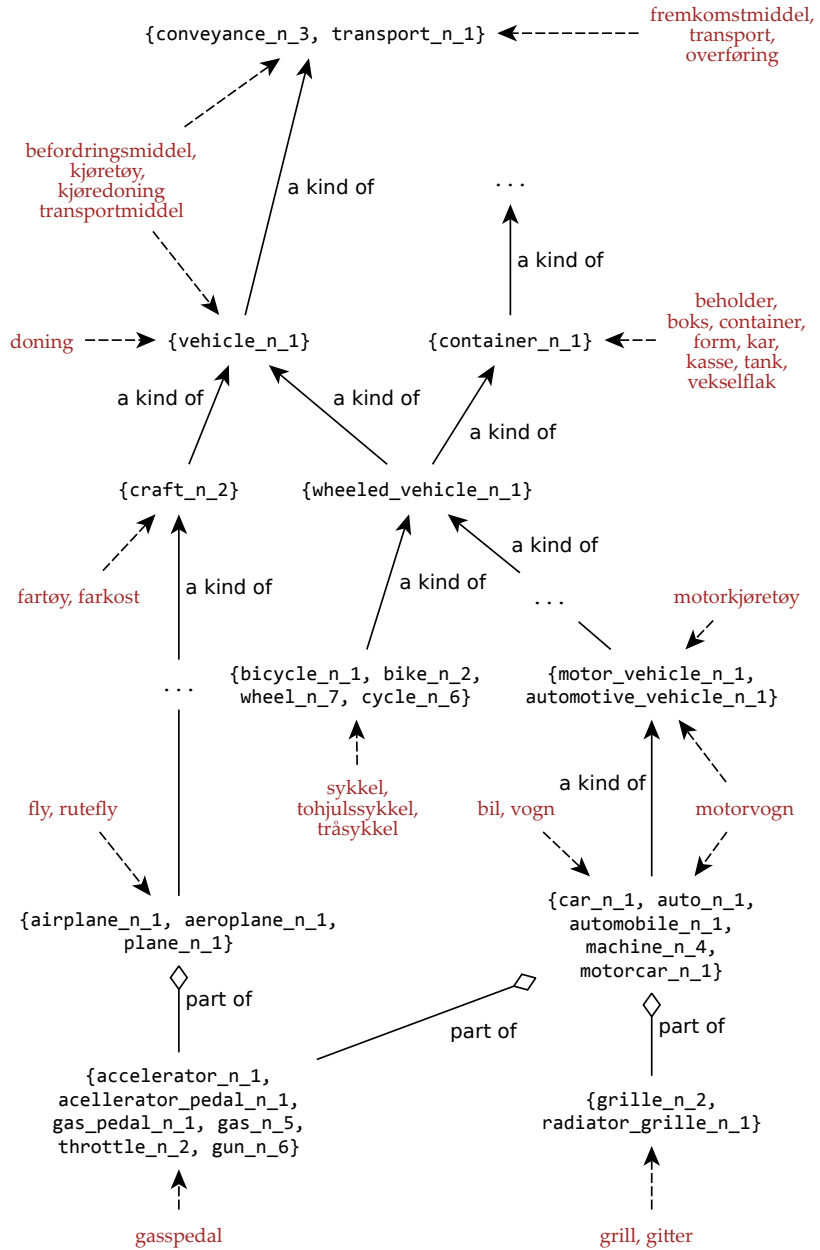 {conveyance_n_3, transport_n_1}
fremkomstmiddel,
transport,
overføring
befordringsmiddel,
kjøretøy,
kjøredoning
transportmiddel
a kind of
...
a kind of
doning
{vehicle_n_1}
{container_n_1}
beholder,
boks, container,
form, kar,
kasse, tank,
vekselflak
a kind of
a kind of
a kind of
{craft_n_2}
{wheeled_vehicle_n_1}
fartøy, farkost
a kind of
a kind of
a kind of
...
motorkjøretøy
...
{bicycle_n_1, bike_n_2,
wheel_n_7, cycle_n_6}
{motor_vehicle_n_1,
automotive_vehicle_n_1}
fly, rutefly
sykkel,
tohjulssykkel,
tråsykkel
a kind of
bil, vogn
motorvogn
{airplane_n_1, aeroplane_n_1,
plane_n_1}
{car_n_1, auto_n_1,
automobile_n_1,
machine_n_4,
motorcar_n_1}
part of
part of
part of
{accelerator_n_1,
acellerator_pedal_n_1,
gas_pedal_n_1, gas_n_5,
throttle_n_2, gun_n_6}
{grille_n_2,
radiator_grille_n_1}
gasspedal
grill, gitter